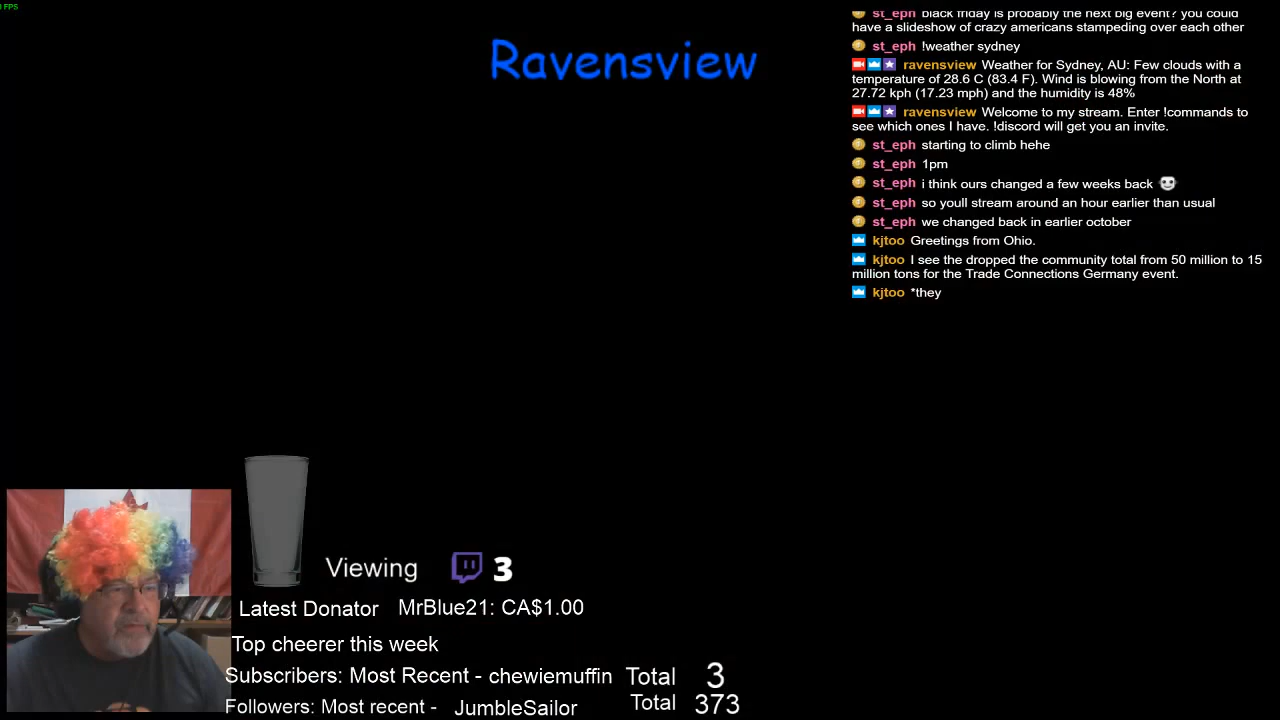 FPS
Ravensview
st_eph black friday is probably the next big event? you could
have a slideshow of crazy americans stampeding over each other
st_eph !weather sydney
ravensview Weather for Sydney, AU: Few clouds with a
temperature of 28.6 C (83.4 F). Wind is blowing from the North at
27.72 kph (17.23 mph) and the humidity is 48%
ravensview Welcome to my stream. Enter !commands to
see which ones I have. !discord will get you an invite.
st_eph starting to climb hehe
st_eph 1pm
st_eph i think ours changed a few weeks back
st_eph so youll stream around an hour earlier than usual
st_eph we changed back in earlier october
kjtoo Greetings from Ohio.
kjtoo I see the dropped the community total from 50 million to 15
million tons for the Trade Connections Germany event.
kjtoo *they
Viewing 3
Latest Donator MrBlue21: CA$1.00
Top cheerer this week
Subscribers: Most Recent - chewiemuffin Total 3
Followers: Most recent - JumbleSailor Total 373